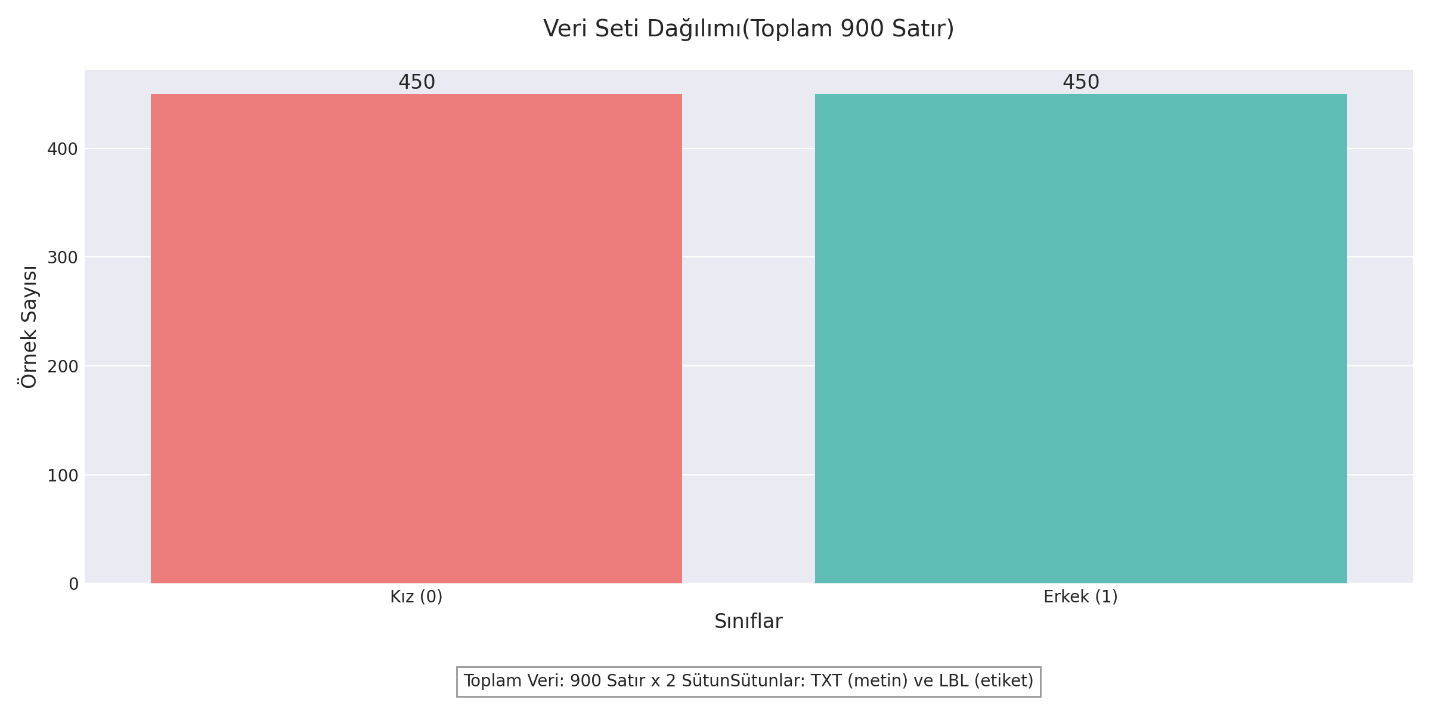 Veri Seti Dağılımı(Toplam 900 Satır)
450
450
400
300
200
100
0
Örnek Sayısı
Kız (0)
Erkek (1)
Sınıflar
Toplam Veri: 900 Satır x 2 SütunSütunlar: TXT (metin) ve LBL (etiket)